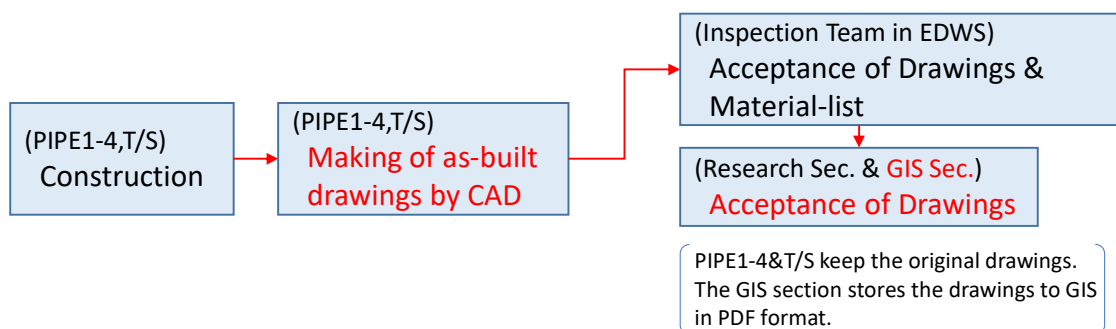 (PIPE1-4,T/S)
Construction
(PIPE1-4,T/S)
Making of as-built
drawings by CAD
(Inspection Team in EDWS)
Acceptance of Drawings &
Material-list
(Research Sec. & GIS Sec.)
Acceptance of Drawings
PIPE1-4&T/S keep the original drawings.
The GIS section stores the drawings to GIS
in PDF format.